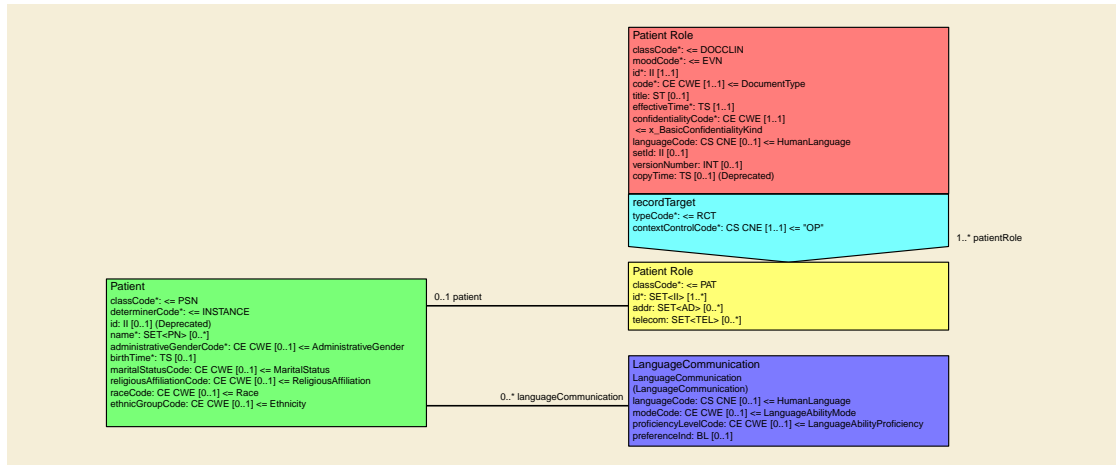 Patient Role
classCode*: <= DOCCLIN
moodCode*: <= EVN
id*: II [1..1]
code*: CE CWE [1..1] <= DocumentType
title: ST [0..1]
effectiveTime*: TS [1..1]
confidentialityCode*: CE CWE [1..1]
<= x_BasicConfidentialityKind
languageCode: CS CNE [0..1] <= HumanLanguage
setId: II [0..1]
versionNumber: INT [0..1]
copyTime: TS [0..1] (Deprecated)
recordTarget
typeCode*: <= RCT
contextControlCode*: CS CNE [1..1] <= "OP"
1..* patientRole
Patient Role
classCode*: <= PAT
id*: SET<II> [1..*]
addr: SET<AD> [0..*]
telecom: SET<TEL> [0..*]
0..1 patient
Patient
classCode*: <= PSN
determinerCode*: <= INSTANCE
id: II [0..1] (Deprecated)
name*: SET<PN> [0..*]
administrativeGenderCode*: CE CWE [0..1] <= AdministrativeGender
birthTime*: TS [0..1]
maritalStatusCode: CE CWE [0..1] <= MaritalStatus
religiousAffiliationCode: CE CWE [0..1] <= ReligiousAffiliation
raceCode: CE CWE [0..1] <= Race
ethnicGroupCode: CE CWE [0..1] <= Ethnicity
0..* languageCommunication
LanguageCommunication
LanguageCommunication
(LanguageCommunication)
languageCode: CS CNE [0..1] <= HumanLanguage
modeCode: CE CWE [0..1] <= LanguageAbilityMode
proficiencyLevelCode: CE CWE [0..1] <= LanguageAbilityProficiency
preferenceInd: BL [0..1]